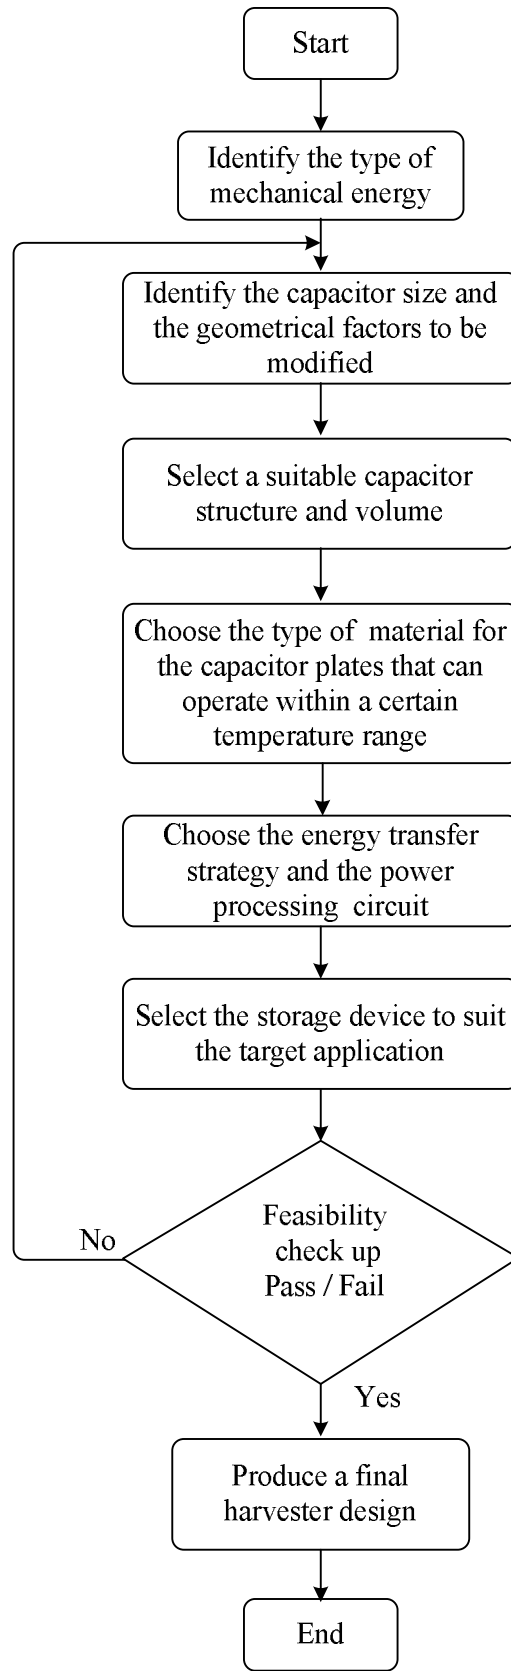 Start
Identify the type of
mechanical energy
Identify the capacitor size and
the geometrical factors to be
modified
Select a suitable capacitor
structure and volume
Choose the type of material for
the capacitor plates that can
operate within a certain
temperature range
Choose the energy transfer
strategy and the power
processing circuit
Select the storage device to suit
the target application
Feasibility
check up
Pass / Fail
No
Yes
Produce a final
harvester design
End